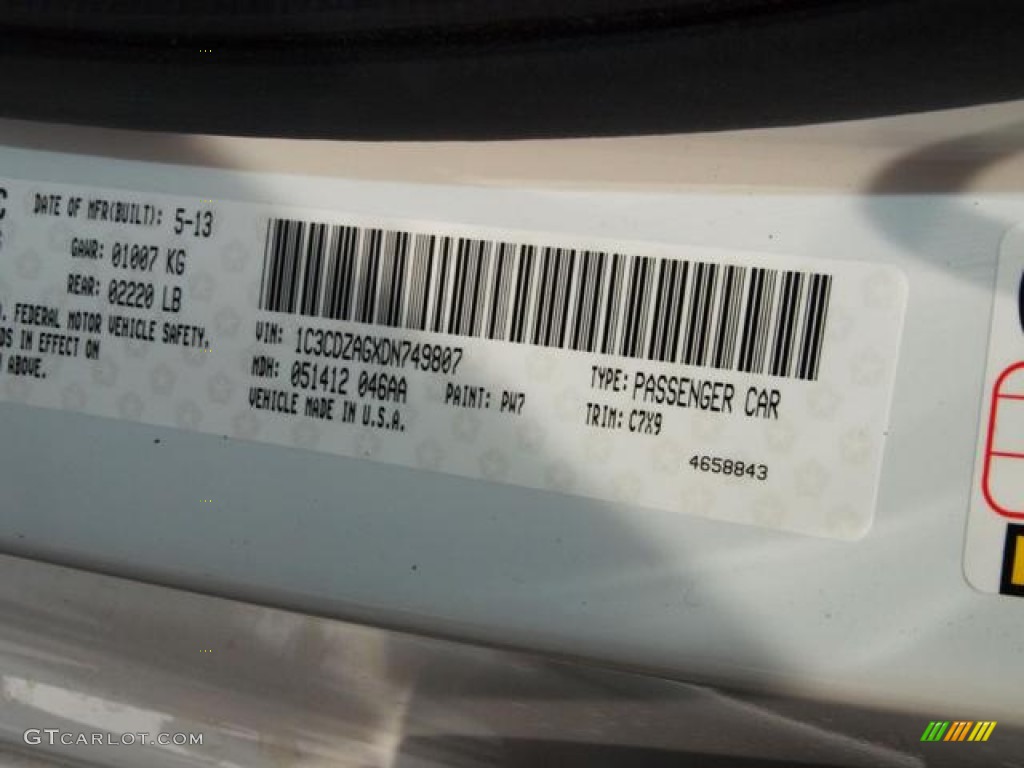 DATE OF MFR(BUILT): 5-13
GAWR: 01007 KG
REAR: 02220 LB
FEDERAL MOTOR VEHICLE SAFETY,
DS IN EFFECT ON
ABOVE.
VIN: 1C3CDZAGXDN749807
MDH: 051412 046AA
PAINT: PW7
VEHICLE MADE IN U.S.A.
TYPE: PASSENGER CAR
TRIM: C7X9
4658843
GTCARLOT.COM